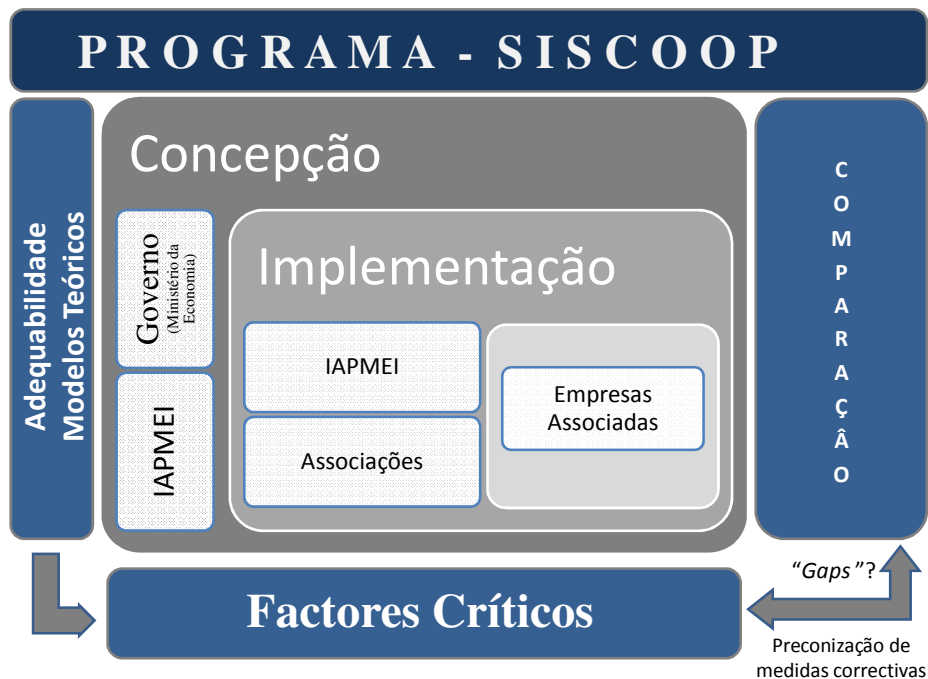 PROGRAMA - SISCOOP
Adequabilidade
Modelos Teóricos
Concepção
Governo
(Ministério da
Economia)
IAPMEI
Implementação
IAPMEI
Associações
Empresas
Associadas
C
O
M
P
A
R
A
Ç
Â
O
Factores Críticos
“Gaps”?
Preconização de
medidas correctivas